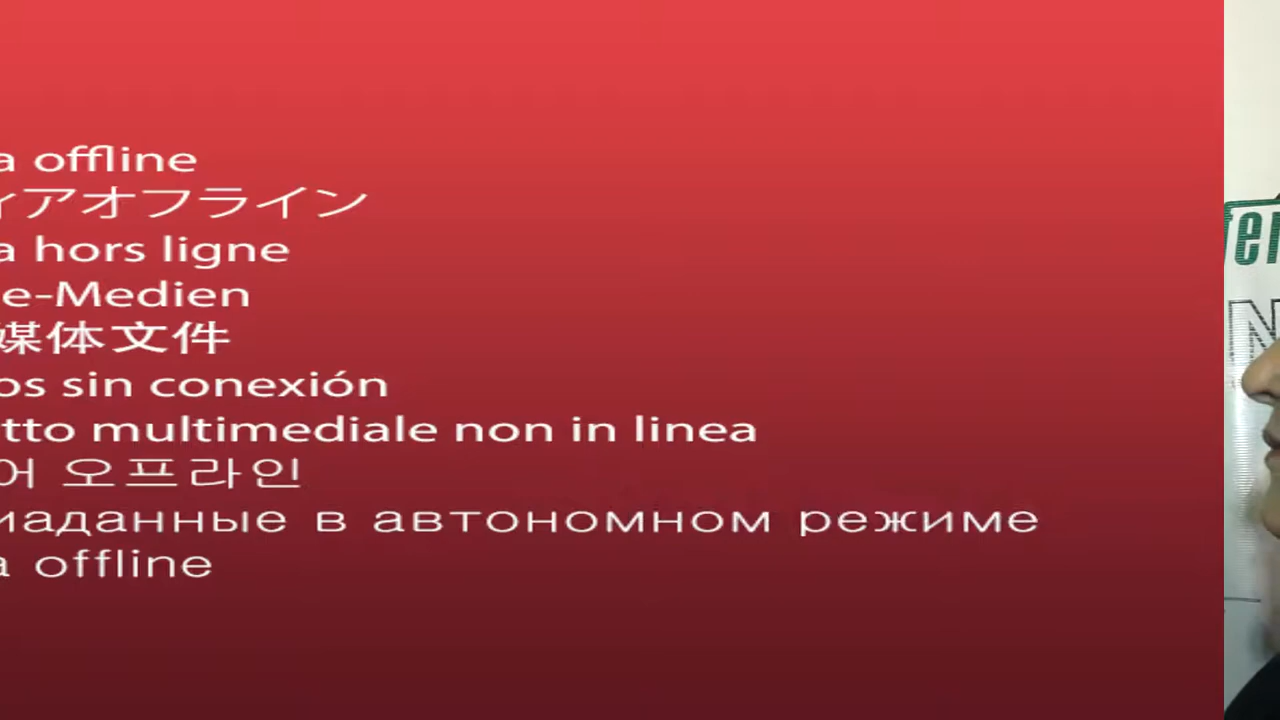 a offline
ィアオフライン
a hors ligne
e-Medien
媒体文件
os sin conexión
tto multimediale non in linea
어 오프라인
иаданные в автономном режиме
a offline